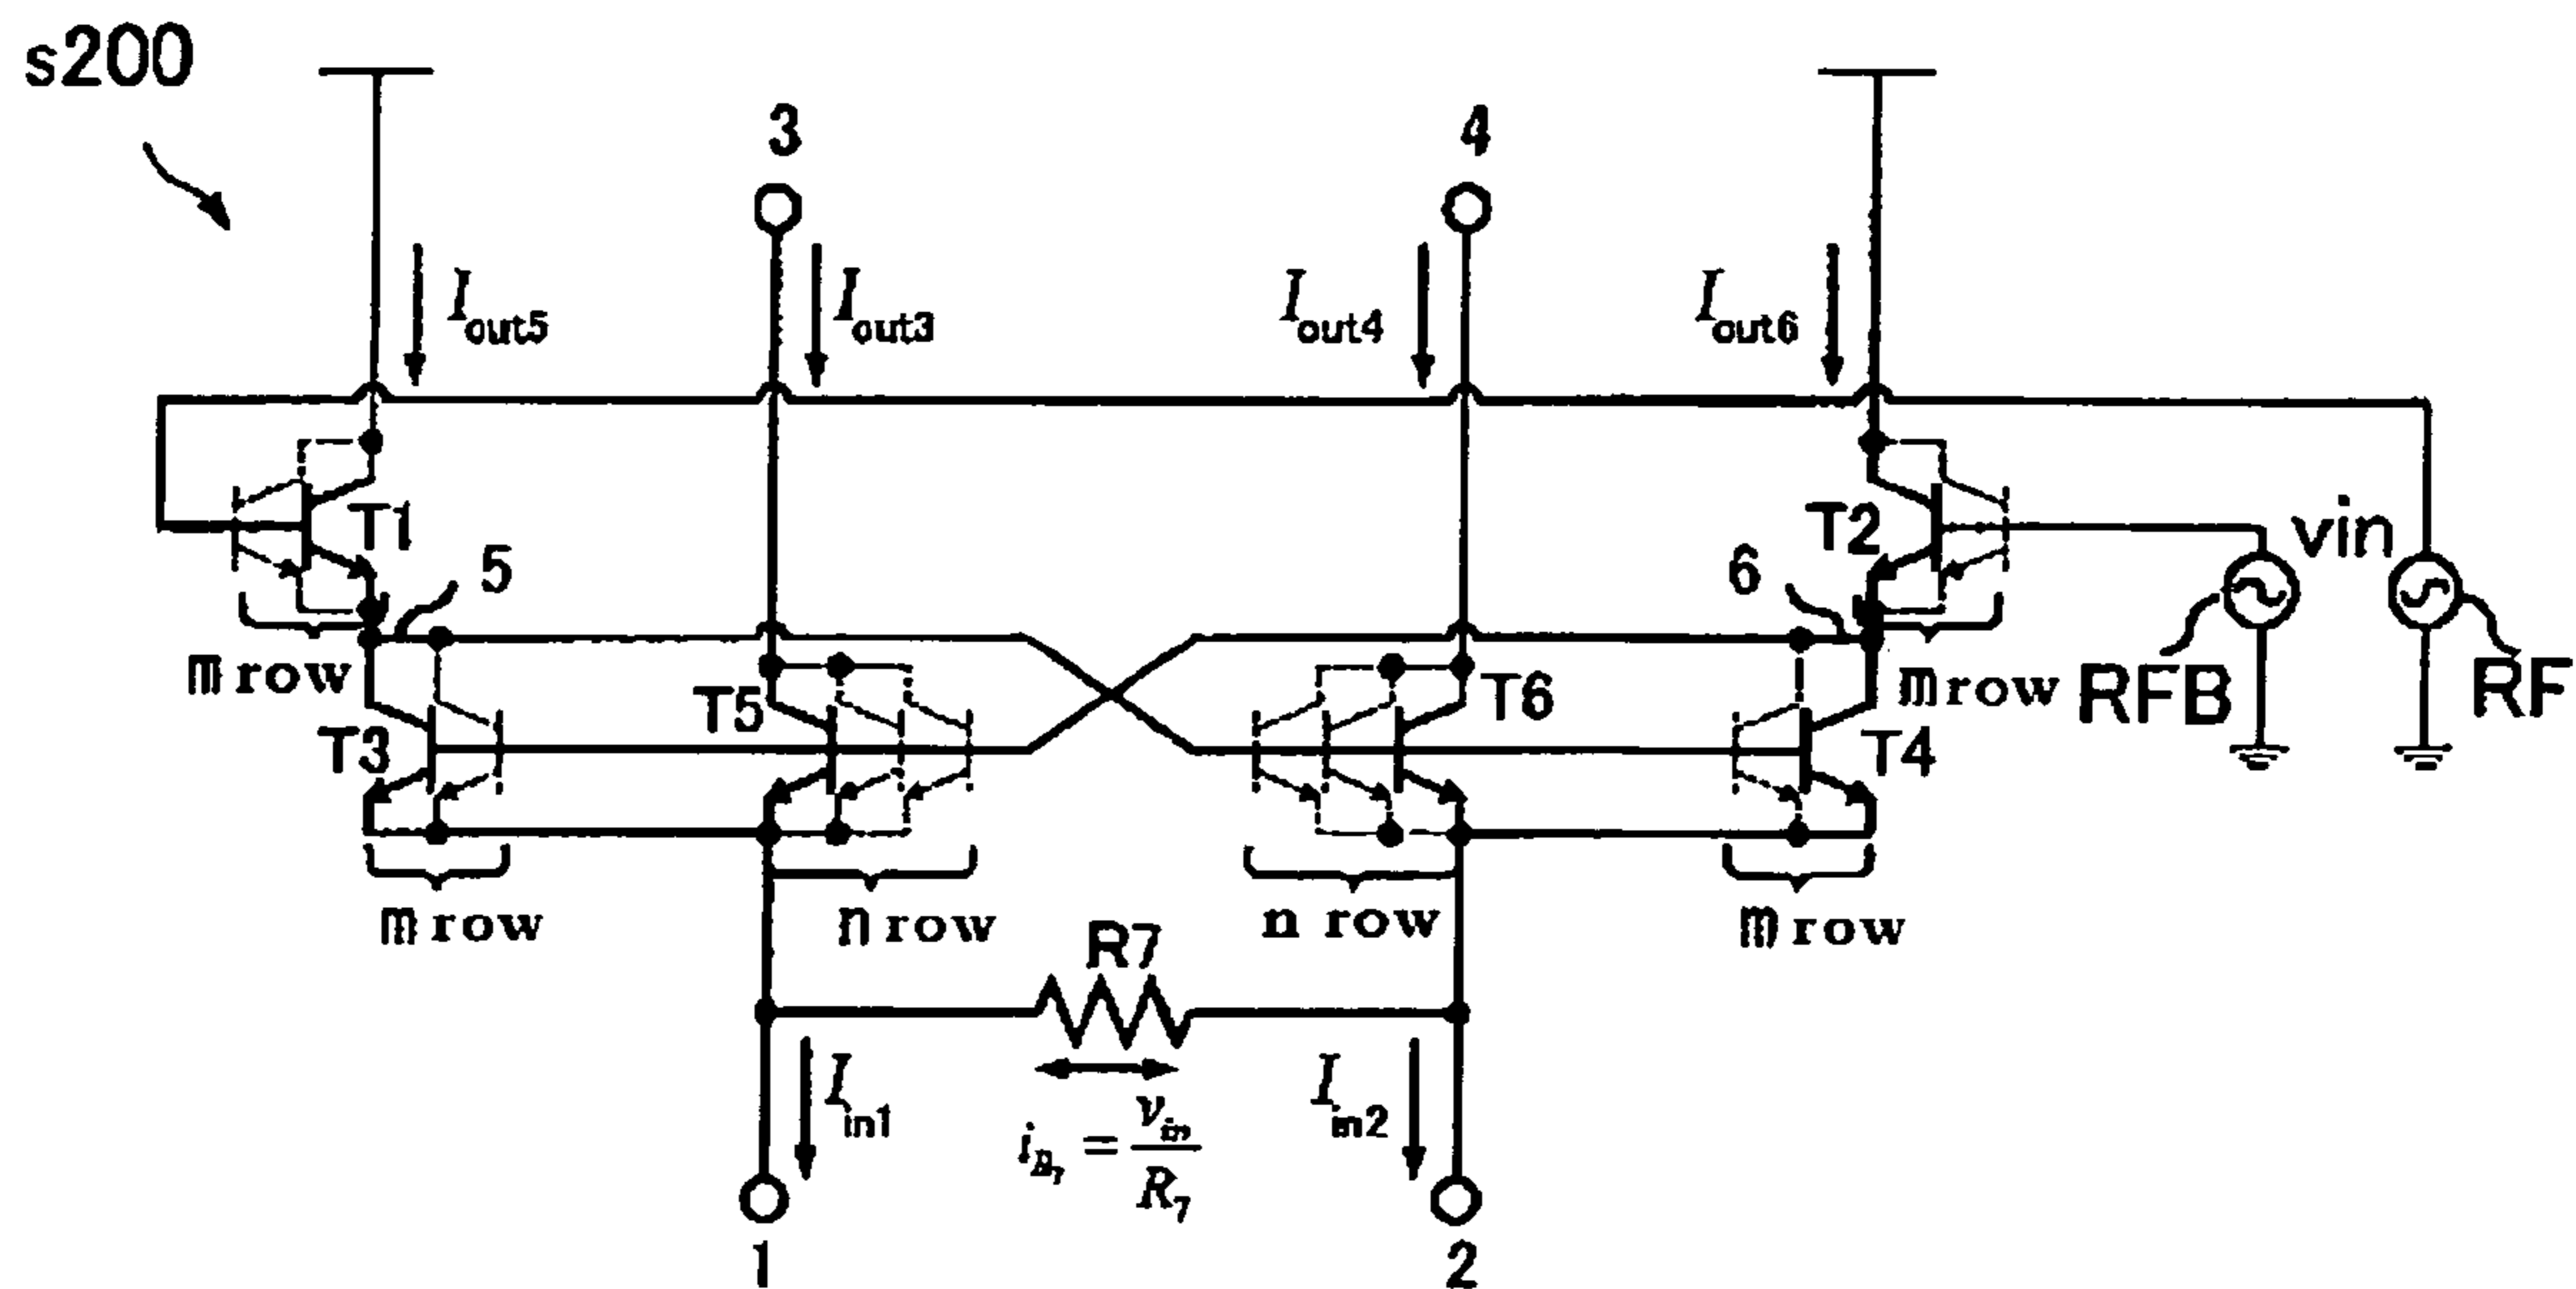 s200
3
4
Iout5
Iout3
Iout4
Iout6
T1
T2
vin
5
6
m row
T5
T6
m row
RFB
RF
T3
T4
m row
n row
n row
m row
R7
Iin1
Iin2
iR7 = vin / R7
1
2